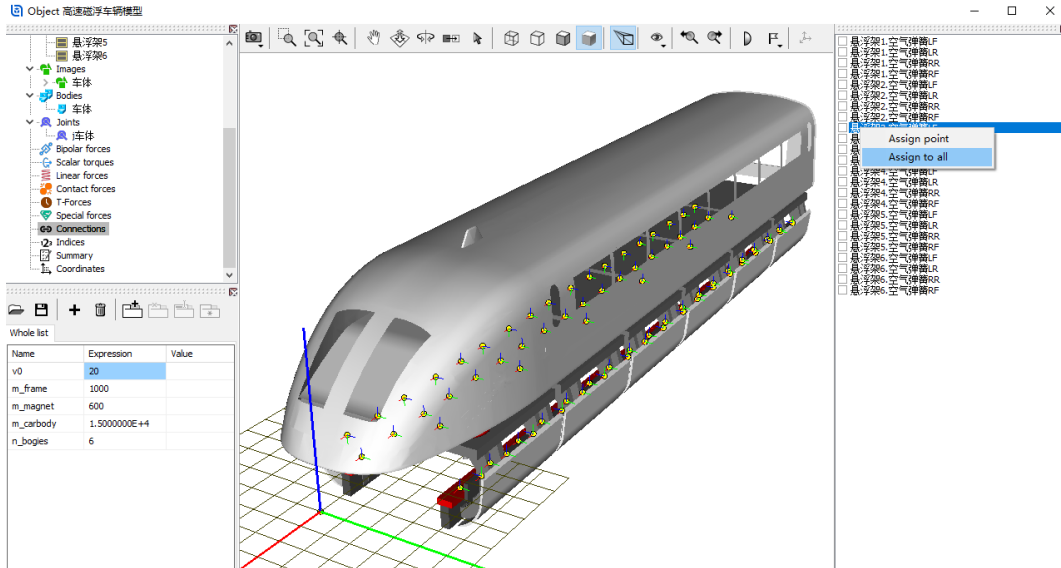 Object 高速磁浮车辆模型
悬浮架5
悬浮架6
Images
车体
Bodies
车体
Joints
j车体
Bipolar forces
Scalar torques
Linear forces
Contact forces
T-Forces
Special forces
Connections
Indices
Summary
Coordinates
Whole list
Name Expression Value
v0 20
m_frame 1000
m_magnet 600
m_carbody 1.5000000E+4
n_bogies 6
悬浮架1.空气弹簧LF
悬浮架1.空气弹簧LR
悬浮架1.空气弹簧RR
悬浮架1.空气弹簧RF
悬浮架2.空气弹簧LF
悬浮架2.空气弹簧LR
悬浮架2.空气弹簧RR
悬浮架2.空气弹簧RF
悬浮架3.空气弹簧LF
Assign point
Assign to all
悬浮架4.空气弹簧LF
悬浮架4.空气弹簧LR
悬浮架4.空气弹簧RR
悬浮架4.空气弹簧RF
悬浮架5.空气弹簧LF
悬浮架5.空气弹簧LR
悬浮架5.空气弹簧RR
悬浮架5.空气弹簧RF
悬浮架6.空气弹簧LF
悬浮架6.空气弹簧LR
悬浮架6.空气弹簧RR
悬浮架6.空气弹簧RF